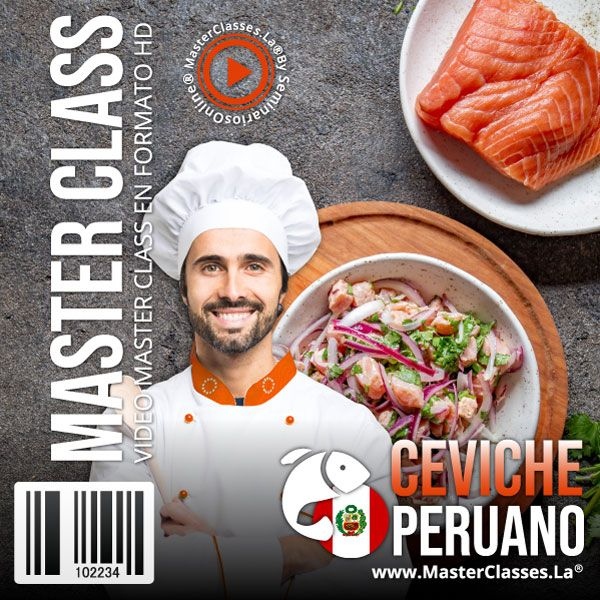 MASTER CLASS
VIDEO MASTER CLASS EN FORMATO HD
MasterClasses.La® By SeminariosOnline®
CEVICHE
PERUANO
www.MasterClasses.La®
102234